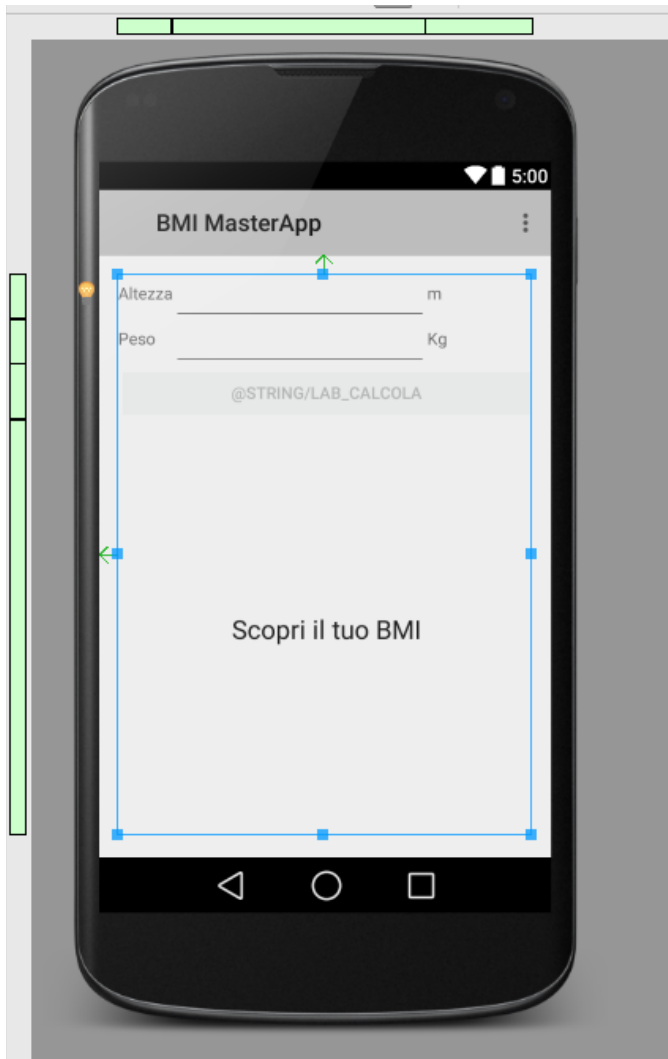 5:00
BMI MasterApp
Altezza m
Peso Kg
@STRING/LAB_CALCOLA
Scopri il tuo BMI